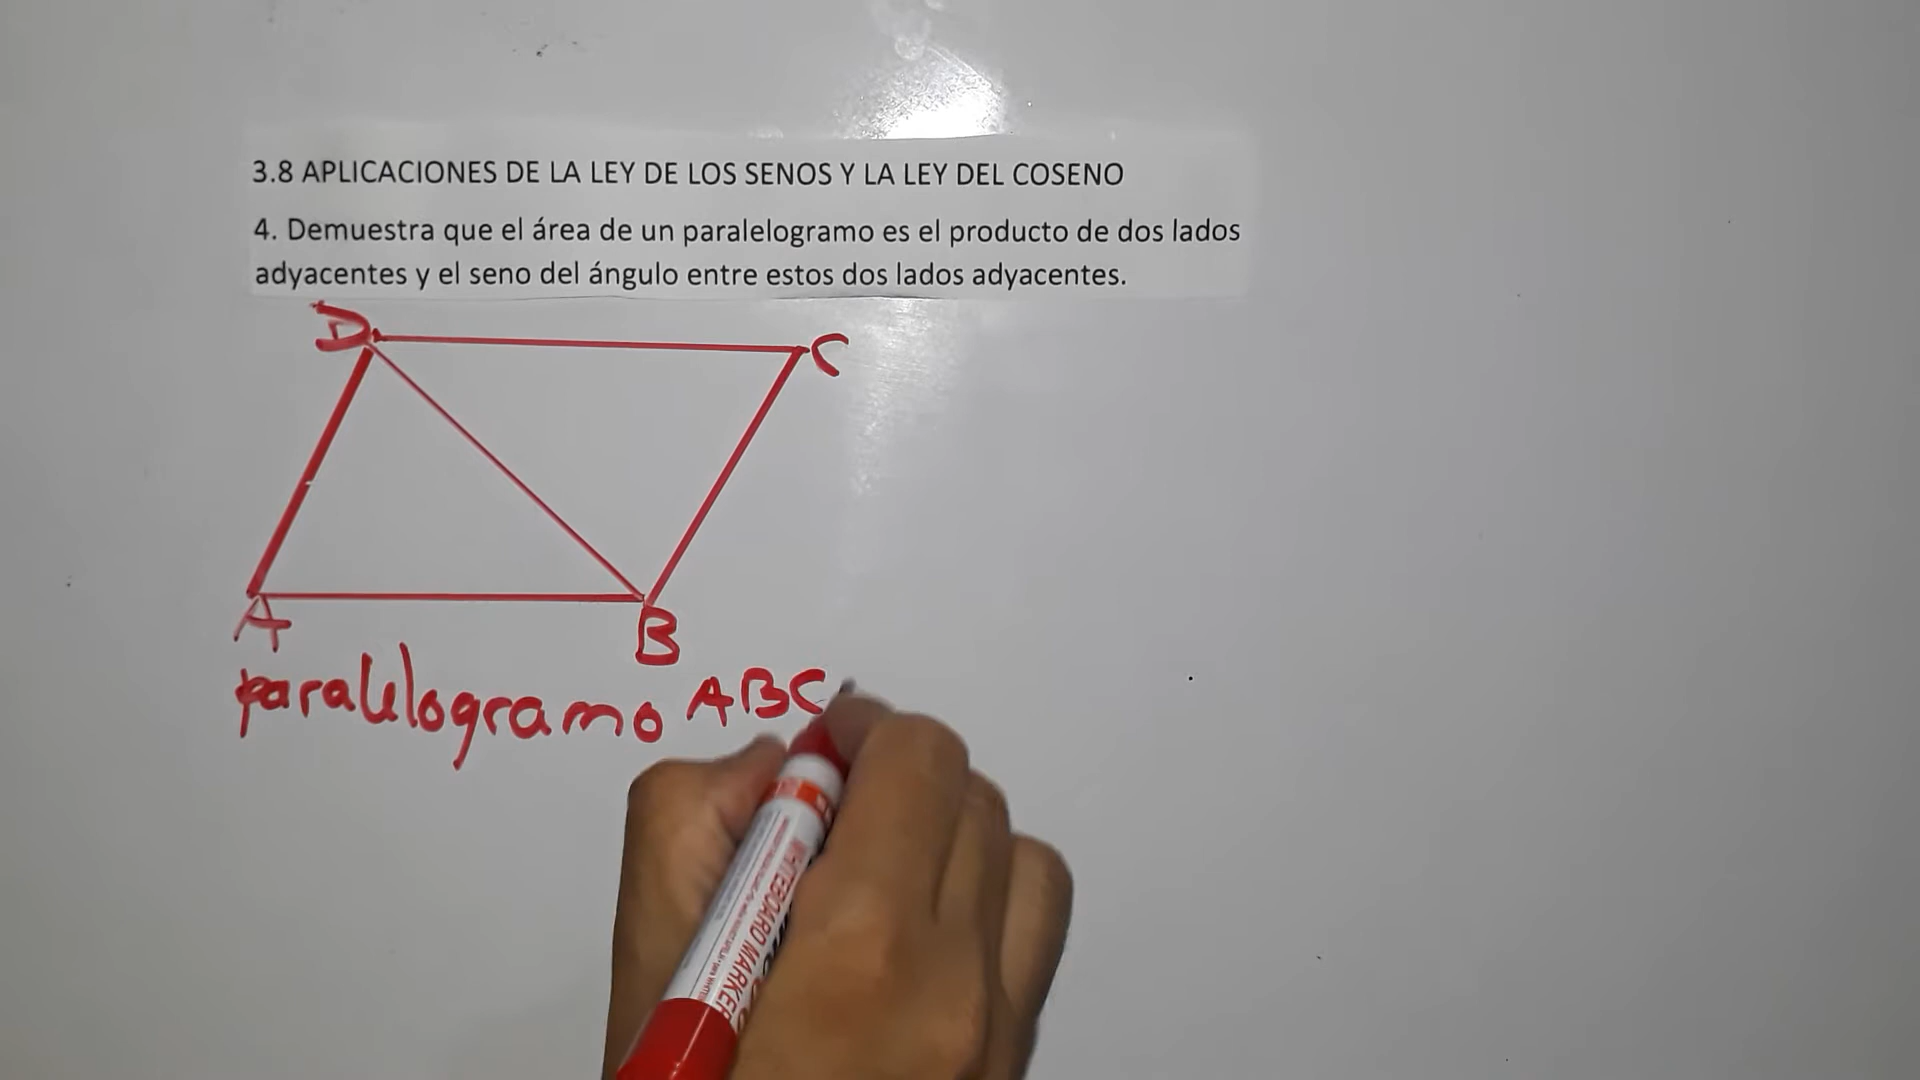 3.8 APLICACIONES DE LA LEY DE LOS SENOS Y LA LEY DEL COSENO
4. Demuestra que el área de un paralelogramo es el producto de dos lados
adyacentes y el seno del ángulo entre estos dos lados adyacentes.
D
C
A
B
paralelogramo ABC
WHITEBOARD MARKER